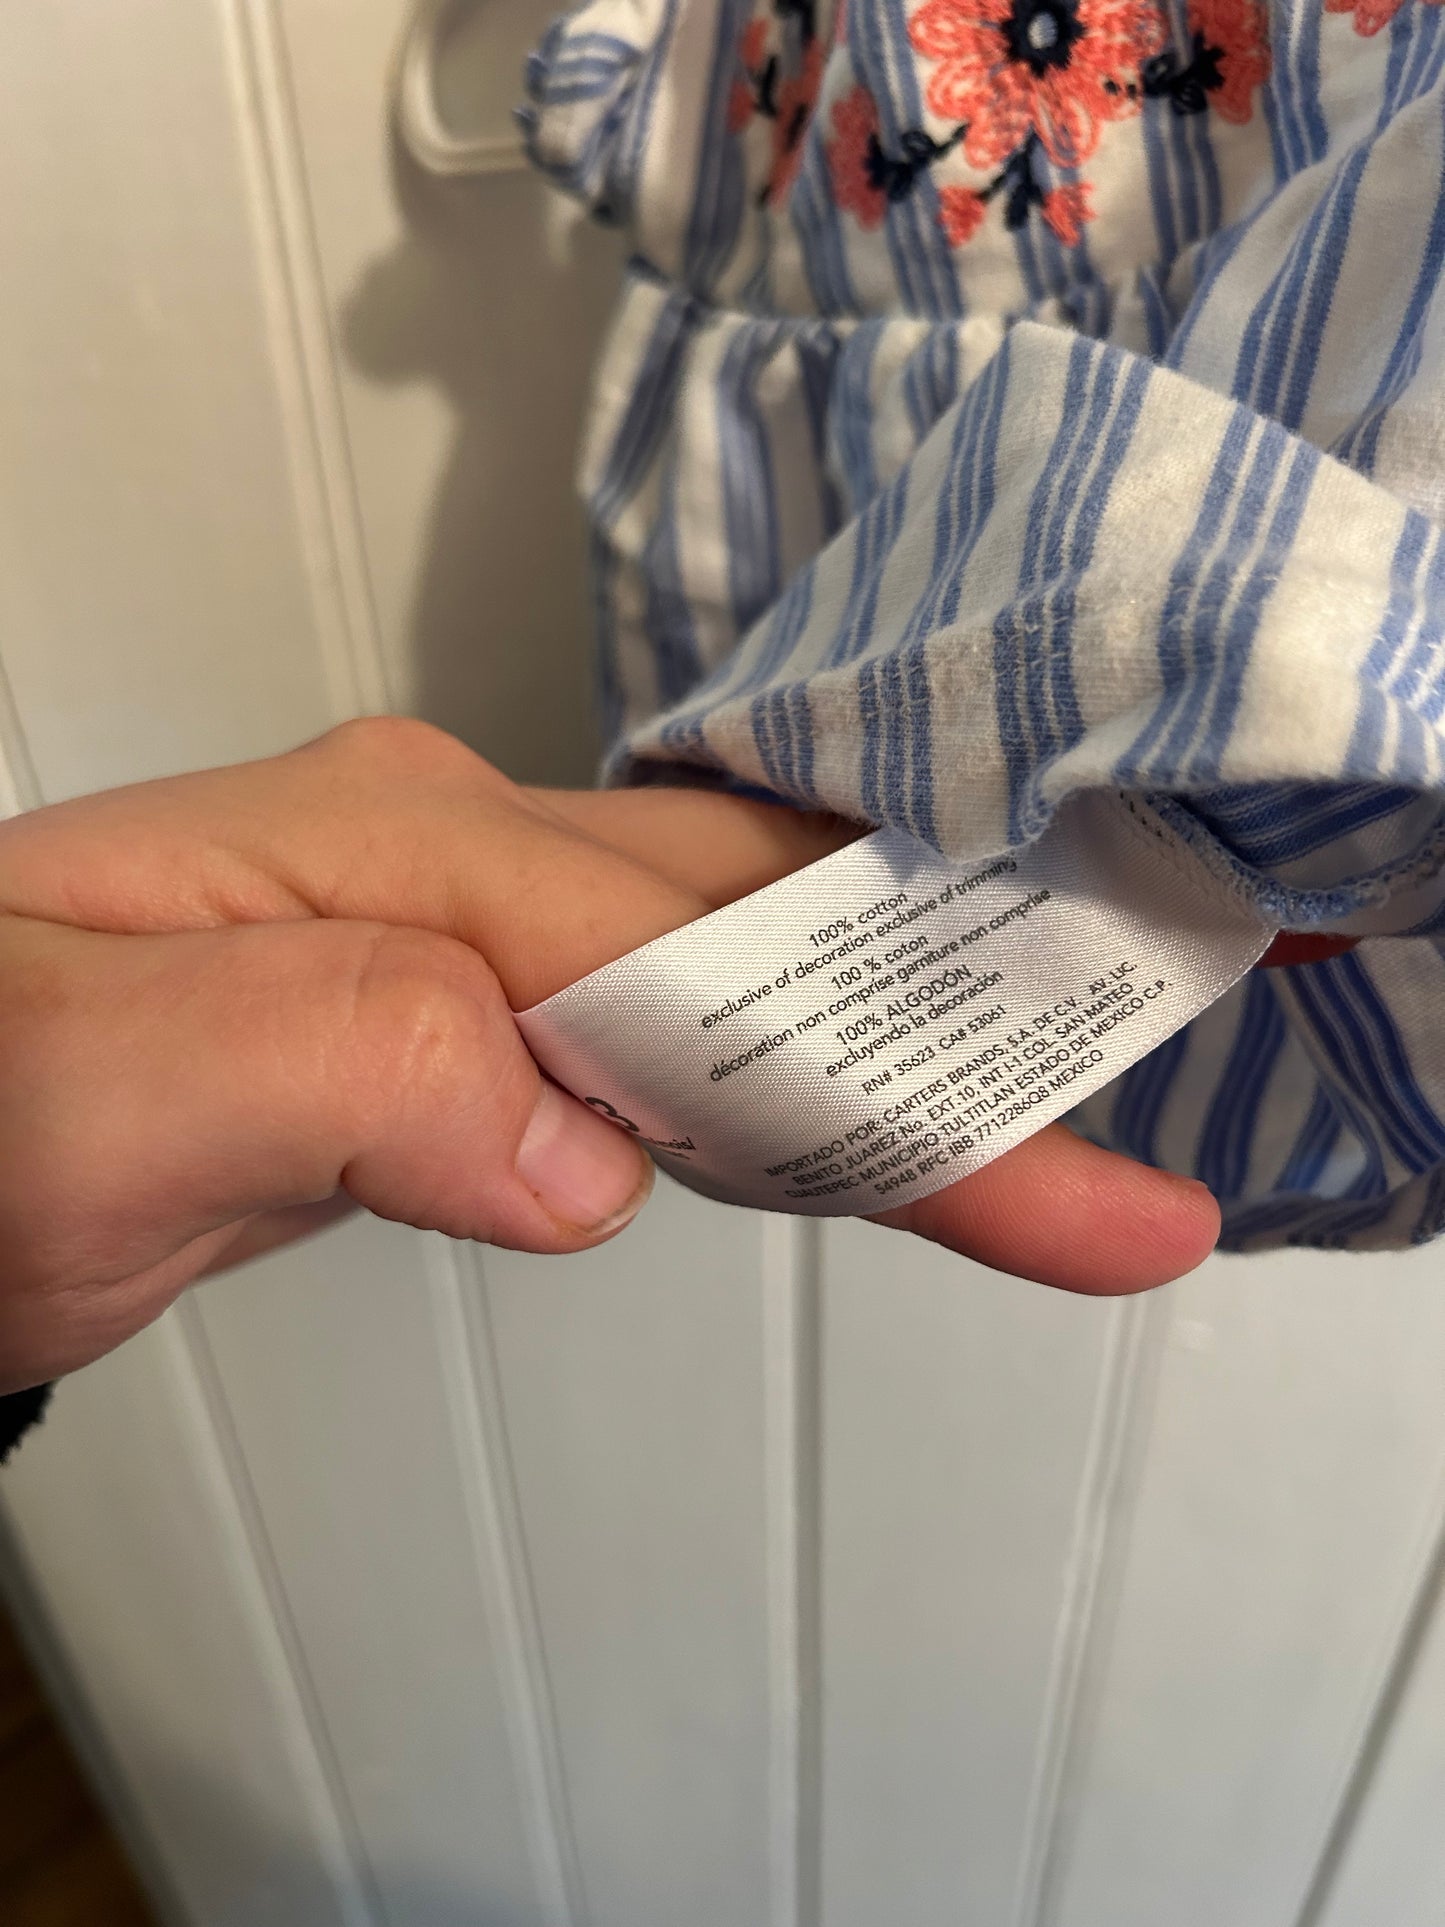 100% cotton
exclusive of decoration exclusive of trimming
100 % coton
décoration non comprise garniture non comprise
100% ALGODÓN
excluyendo la decoración
RN# 35623 CA# 53061
IMPORTADO POR: CARTERS BRANDS, S.A. DE C.V. AV. LIC.
BENITO JUAREZ No. EXT.10, INT I-1 COL. SAN MATEO
CUAUTEPEC MUNICIPIO TULTITLAN ESTADO DE MEXICO C.P.
54948 RFC IBB 7712286Q8 MEXICO
3